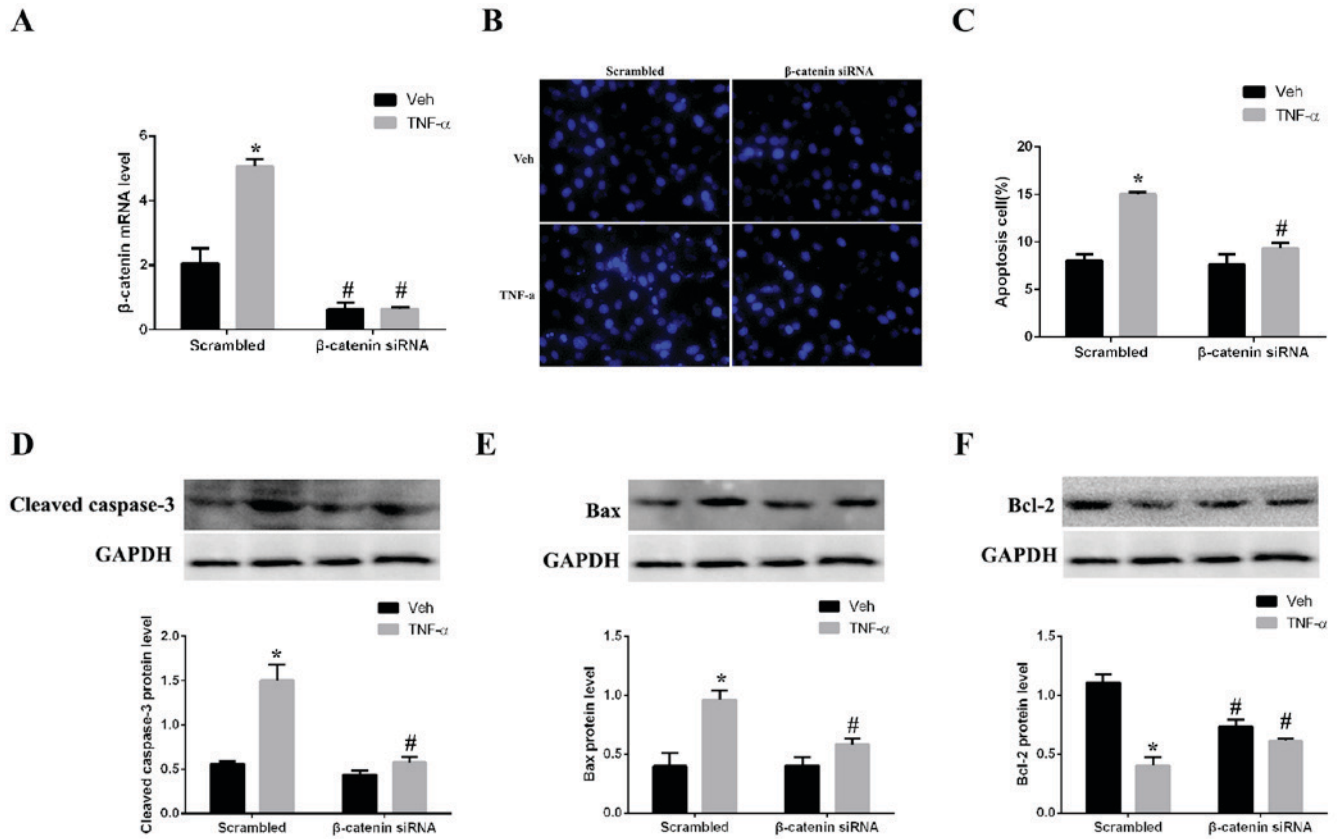 A
Veh
TNF-α
β-catenin mRNA level
6
4
2
0
*
#
#
Scrambled
β-catenin siRNA
B
Scrambled
β-catenin siRNA
Veh
TNF-a
C
Veh
TNF-α
Apoptosis cell(%)
20
15
10
5
0
*
#
Scrambled
β-catenin siRNA
D
Cleaved caspase-3
GAPDH
Veh
TNF-α
Cleaved caspase-3 protein level
2.0
1.5
1.0
0.5
0.0
*
#
Scrambled
β-catenin siRNA
E
Bax
GAPDH
Veh
TNF-α
Bax protein level
1.5
1.0
0.5
0.0
*
#
Scrambled
β-catenin siRNA
F
Bcl-2
GAPDH
Veh
TNF-α
Bcl-2 protein level
1.5
1.0
0.5
0.0
*
#
#
Scrambled
β-catenin siRNA